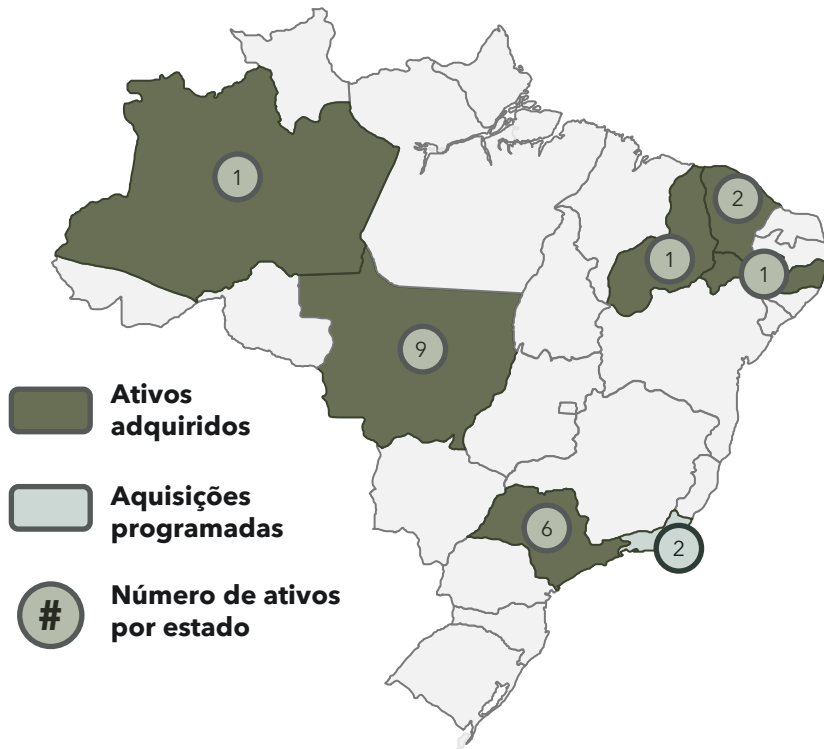 1
2
1
1
9
Ativos
adquiridos
Aquisições
programadas
6
2
#
Número de ativos
por estado